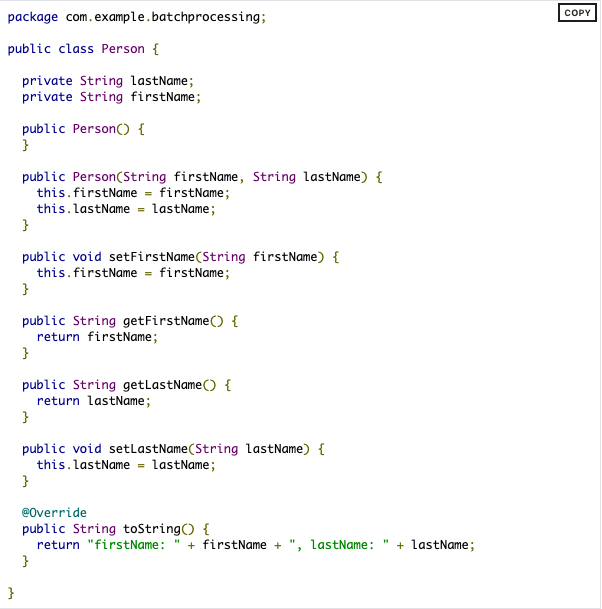 COPY
package com.example.batchprocessing;

public class Person {

  private String lastName;
  private String firstName;

  public Person() {
  }

  public Person(String firstName, String lastName) {
    this.firstName = firstName;
    this.lastName = lastName;
  }

  public void setFirstName(String firstName) {
    this.firstName = firstName;
  }

  public String getFirstName() {
    return firstName;
  }

  public String getLastName() {
    return lastName;
  }

  public void setLastName(String lastName) {
    this.lastName = lastName;
  }

  @Override
  public String toString() {
    return "firstName: " + firstName + ", lastName: " + lastName;
  }

}